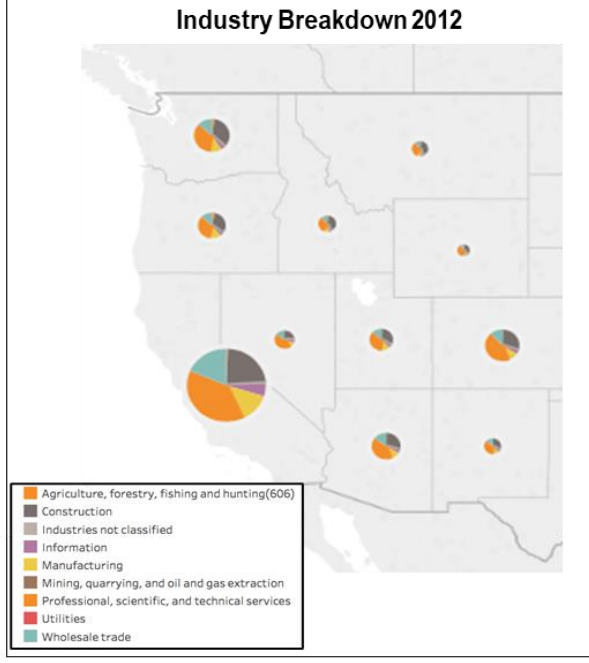 Industry Breakdown 2012
Agriculture, forestry, fishing and hunting(606)
Construction
Industries not classified
Information
Manufacturing
Mining, quarrying, and oil and gas extraction
Professional, scientific, and technical services
Utilities
Wholesale trade